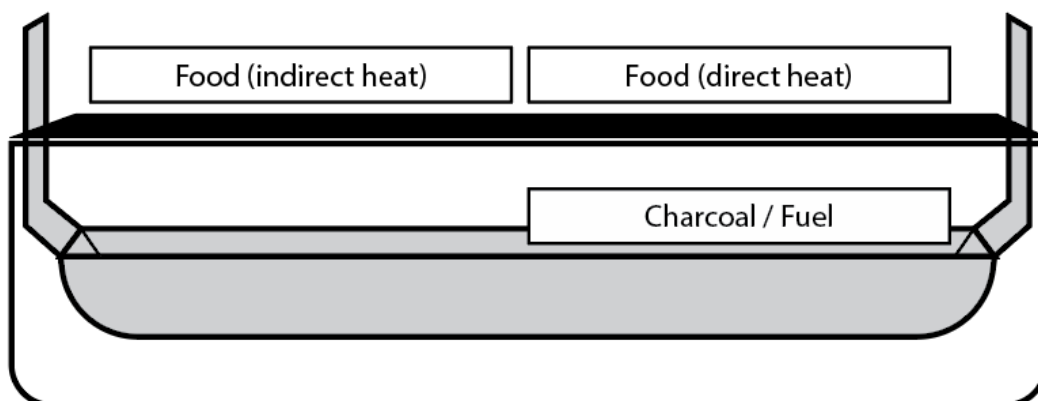 Food (indirect heat)
Food (direct heat)
Charcoal / Fuel